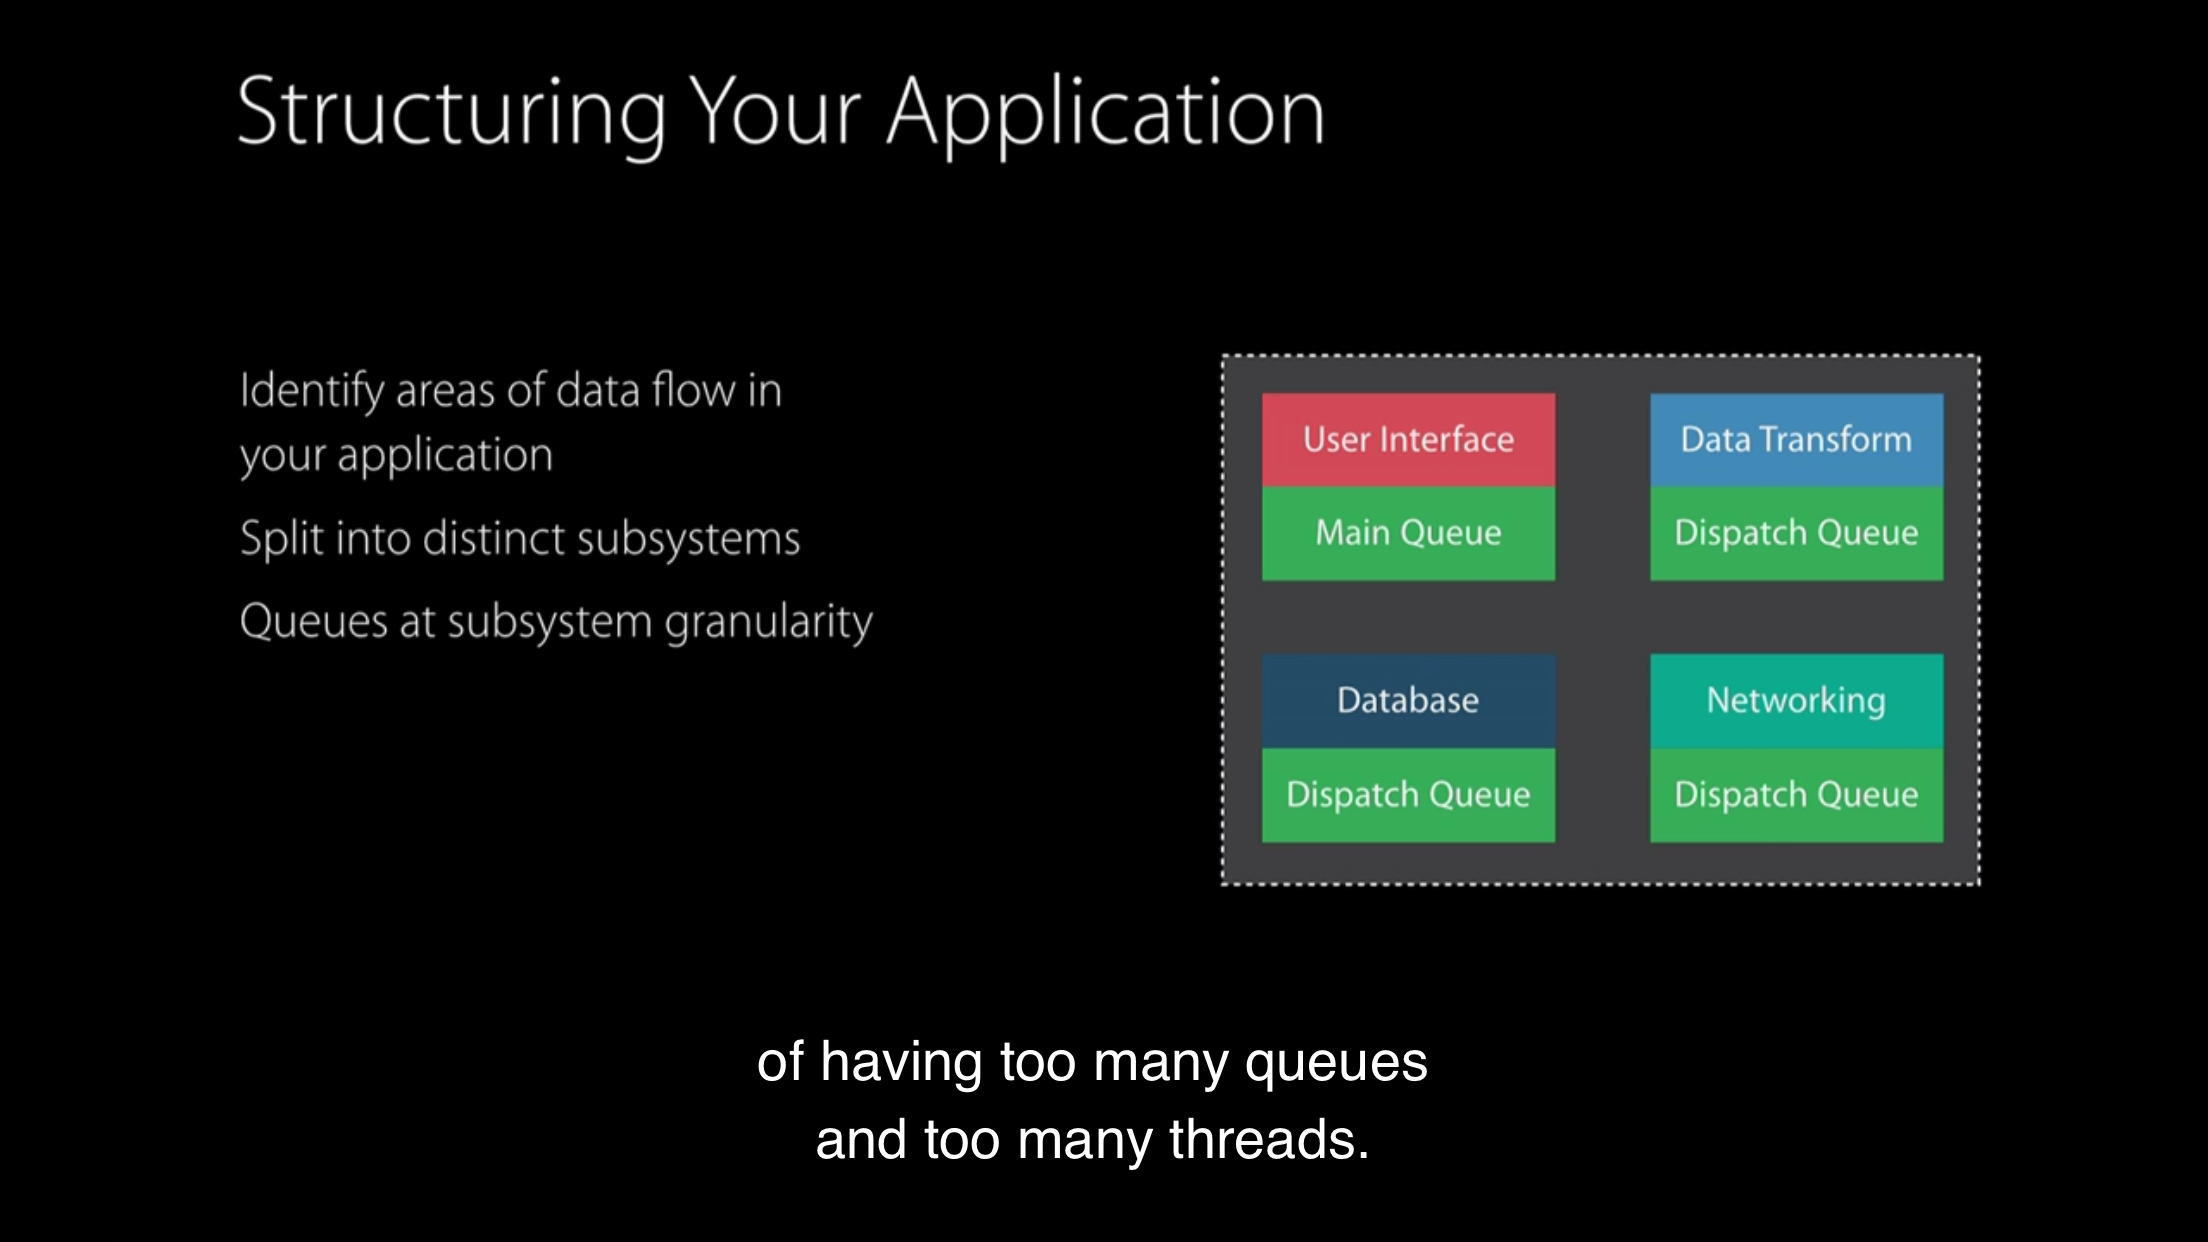 Structuring Your Application
Identify areas of data flow in
your application
Split into distinct subsystems
Queues at subsystem granularity
User Interface
Main Queue
Data Transform
Dispatch Queue
Database
Dispatch Queue
Networking
Dispatch Queue
of having too many queues
and too many threads.